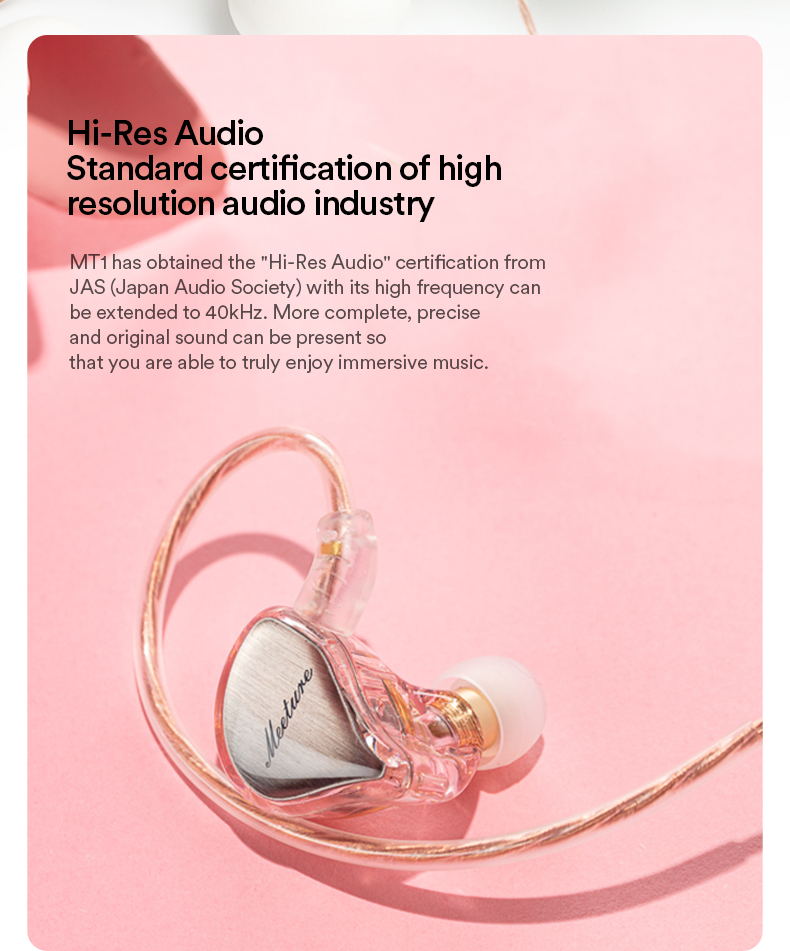 Hi-Res Audio
Standard certification of high
resolution audio industry
MT1 has obtained the "Hi-Res Audio" certification from
JAS (Japan Audio Society) with its high frequency can
be extended to 40kHz. More complete, precise
and original sound can be present so
that you are able to truly enjoy immersive music.
Meeture